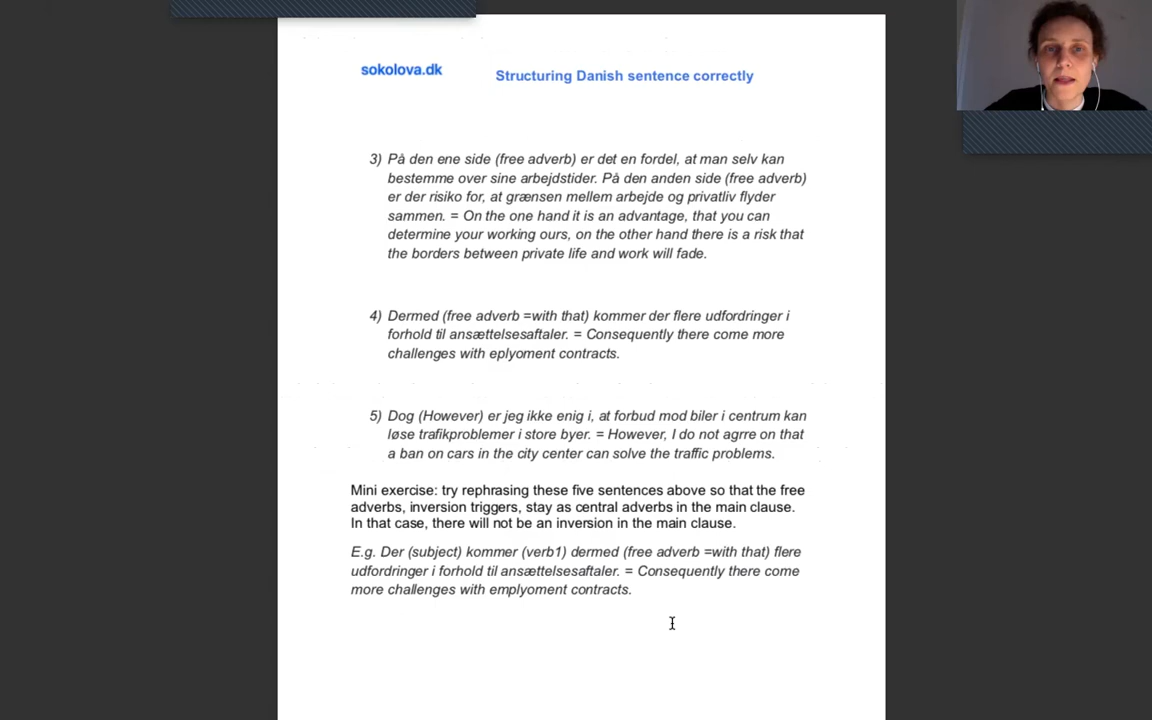 sokolova.dk
Structuring Danish sentence correctly
3) På den ene side (free adverb) er det en fordel, at man selv kan
bestemme over sine arbejdstider. På den anden side (free adverb)
er der risiko for, at grænsen mellem arbejde og privatliv flyder
sammen. = On the one hand it is an advantage, that you can
determine your working ours, on the other hand there is a risk that
the borders between private life and work will fade.
4) Dermed (free adverb =with that) kommer der flere udfordringer i
forhold til ansættelsesaftaler. = Consequently there come more
challenges with eplyoment contracts.
5) Dog (However) er jeg ikke enig i, at forbud mod biler i centrum kan
løse trafikproblemer i store byer. = However, I do not agrre on that
a ban on cars in the city center can solve the traffic problems.
Mini exercise: try rephrasing these five sentences above so that the free
adverbs, inversion triggers, stay as central adverbs in the main clause.
In that case, there will not be an inversion in the main clause.
E.g. Der (subject) kommer (verb1) dermed (free adverb =with that) flere
udfordringer i forhold til ansættelsesaftaler. = Consequently there come
more challenges with emplyoment contracts.